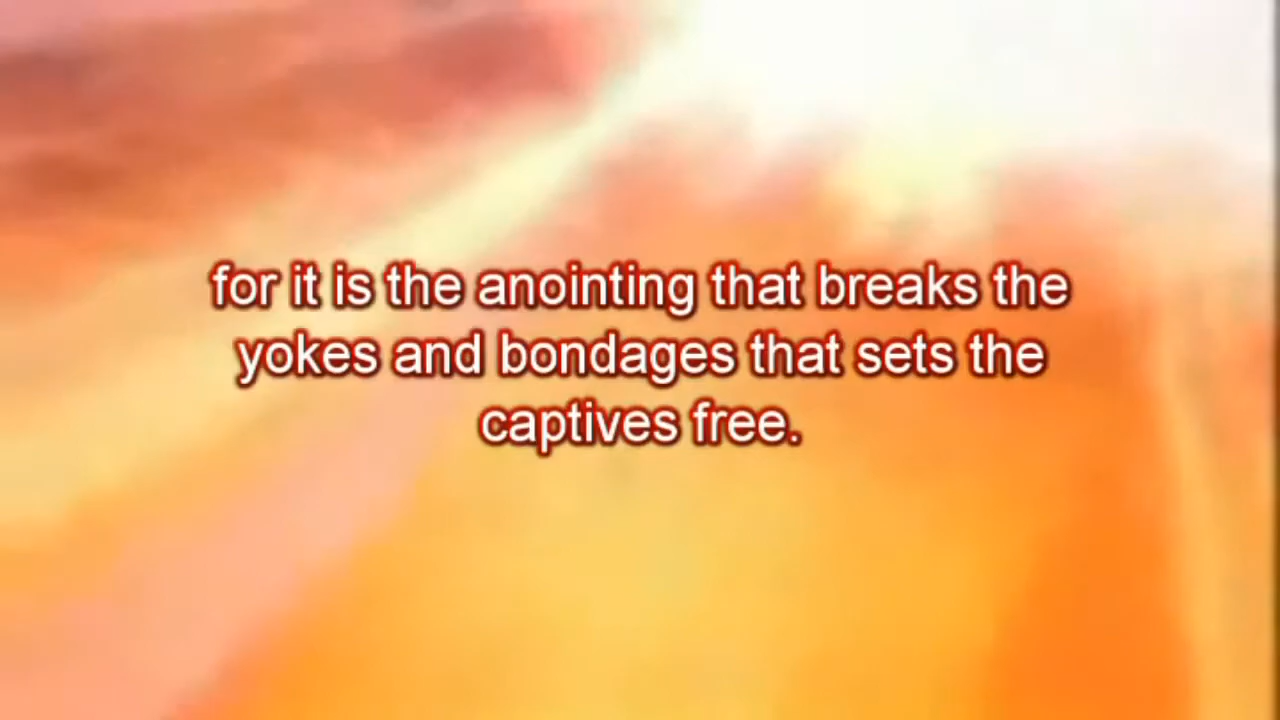 for it is the anointing that breaks the
yokes and bondages that sets the
captives free.